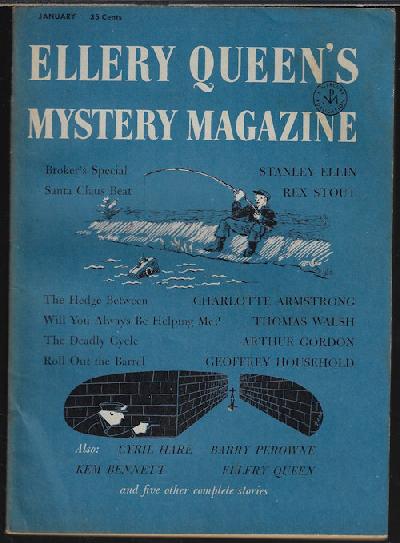 JANUARY 35 Cents
ELLERY QUEEN'S
MYSTERY MAGAZINE
Broker's Special STANLEY ELLIN
Santa Claus Beat REX STOUT
The Hedge Between CHARLOTTE ARMSTRONG
Will You Always Be Helping Me? THOMAS WALSH
The Deadly Cycle ARTHUR GORDON
Roll Out the Barrel GEOFFREY HOUSEHOLD
Also: CYRIL HARE BARRY PEROWNE
KEM BENNETT ELLERY QUEEN
and five other complete stories